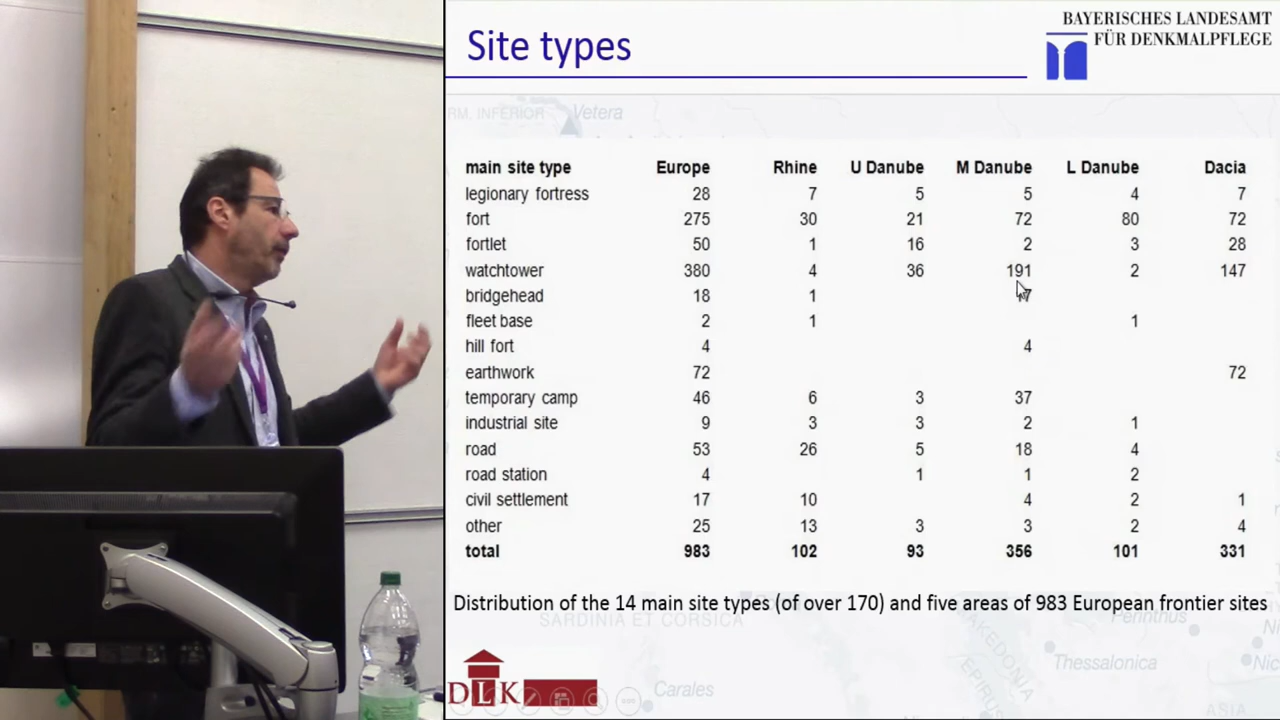 Site types
BAYERISCHES LANDESAMT
FÜR DENKMALPFLEGE
RM. INFERIOR Vetera
main site type Europe Rhine U Danube M Danube L Danube Dacia
legionary fortress 28 7 5 5 4 7
fort 275 30 21 72 80 72
fortlet 50 1 16 2 3 28
watchtower 380 4 36 191 2 147
bridgehead 18 1 7
fleet base 2 1 1
hill fort 4 4
earthwork 72 72
temporary camp 46 6 3 37
industrial site 9 3 3 2 1
road 53 26 5 18 4
road station 4 1 1 2
civil settlement 17 10 4 2 1
other 25 13 3 3 2 4
total 983 102 93 356 101 331
Distribution of the 14 main site types (of over 170) and five areas of 983 European frontier sites
SARDINIA ET CORSICA
Perinthus
Thessalonica
Carales
ASIA
DLK